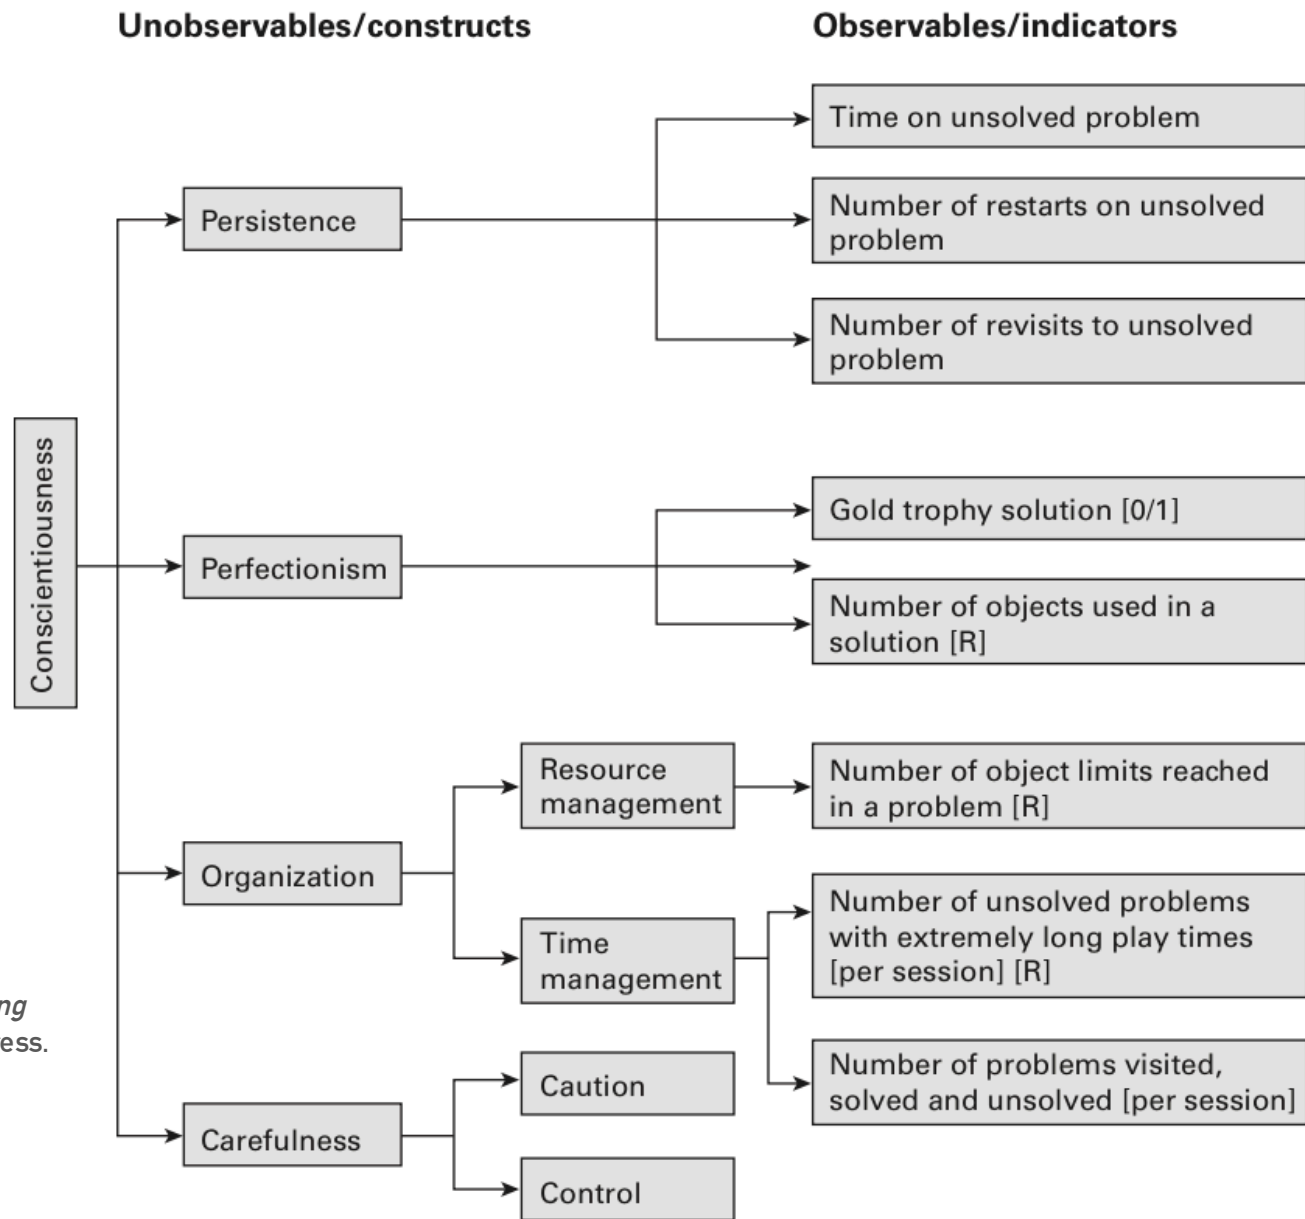 Unobservables/constructs
Observables/indicators
Conscientiousness
Persistence
Time on unsolved problem
Number of restarts on unsolved
problem
Number of revisits to unsolved
problem
Perfectionism
Gold trophy solution [0/1]
Number of objects used in a
solution [R]
Organization
Resource
management
Number of object limits reached
in a problem [R]
Time
management
Number of unsolved problems
with extremely long play times
[per session] [R]
Number of problems visited,
solved and unsolved [per session]
Carefulness
Caution
Control
ng
ess.